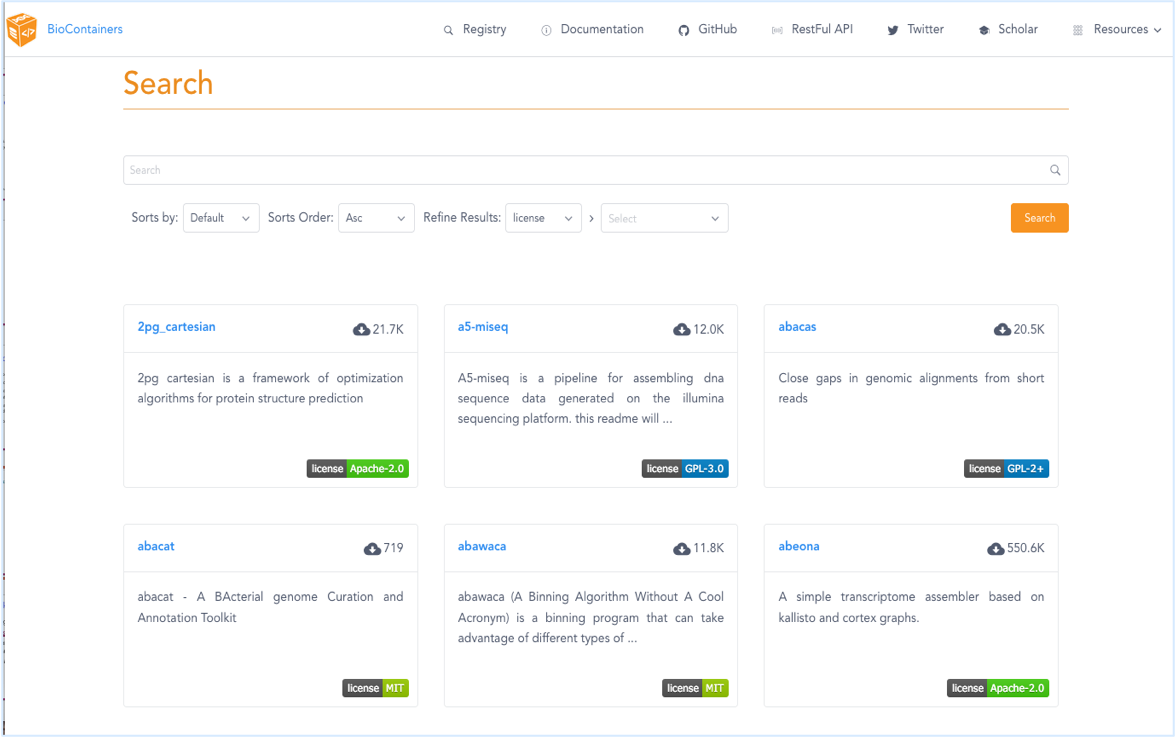 BioContainers Registry Documentation GitHub RestFul API Twitter Scholar Resources
Search
Search
Sorts by: Default Sorts Order: Asc Refine Results: license > Select Search
2pg_cartesian 21.7K
2pg cartesian is a framework of optimization
algorithms for protein structure prediction
license Apache-2.0
a5-miseq 12.0K
A5-miseq is a pipeline for assembling dna
sequence data generated on the illumina
sequencing platform. this readme will ...
license GPL-3.0
abacas 20.5K
Close gaps in genomic alignments from short
reads
license GPL-2+
abacat 719
abacat - A BActerial genome Curation and
Annotation Toolkit
license MIT
abawaca 11.8K
abawaca (A Binning Algorithm Without A Cool
Acronym) is a binning program that can take
advantage of different types of ...
license MIT
abeona 550.6K
A simple transcriptome assembler based on
kallisto and cortex graphs.
license Apache-2.0